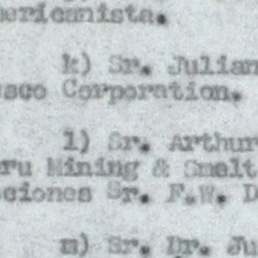 mericanista.
k) Sr. Julian
sco Corporation.
l) Sr. Arthur
ru Mining & Smelt
ciones Sr. F.W. D
m) Sr. Dr. Ju